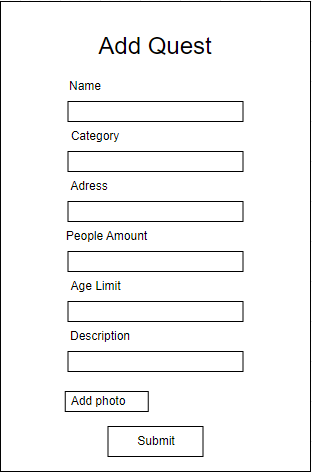 Add Quest
Name
Category
Adress
People Amount
Age Limit
Description
Add photo
Submit